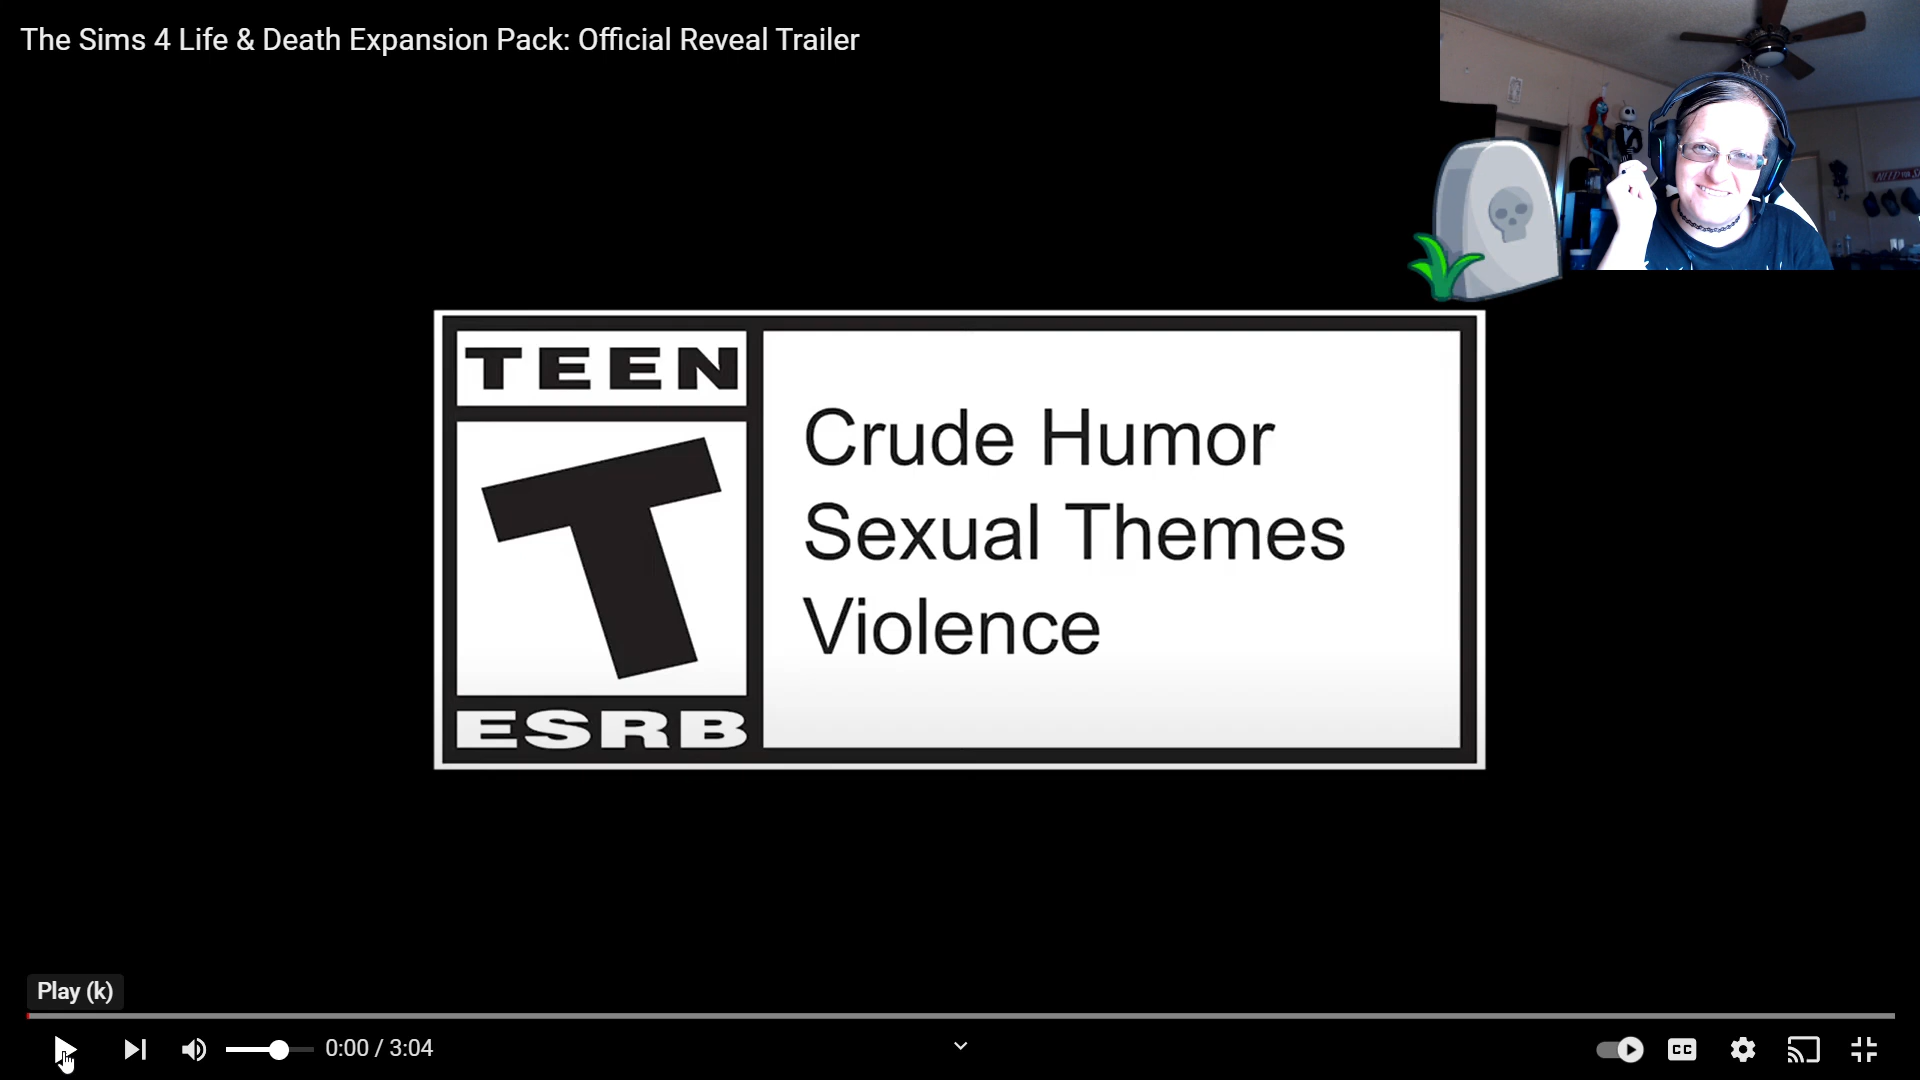 The Sims 4 Life & Death Expansion Pack: Official Reveal Trailer
TEEN
T
ESRB
Crude Humor
Sexual Themes
Violence
Play (k)
0:00 / 3:04
CC